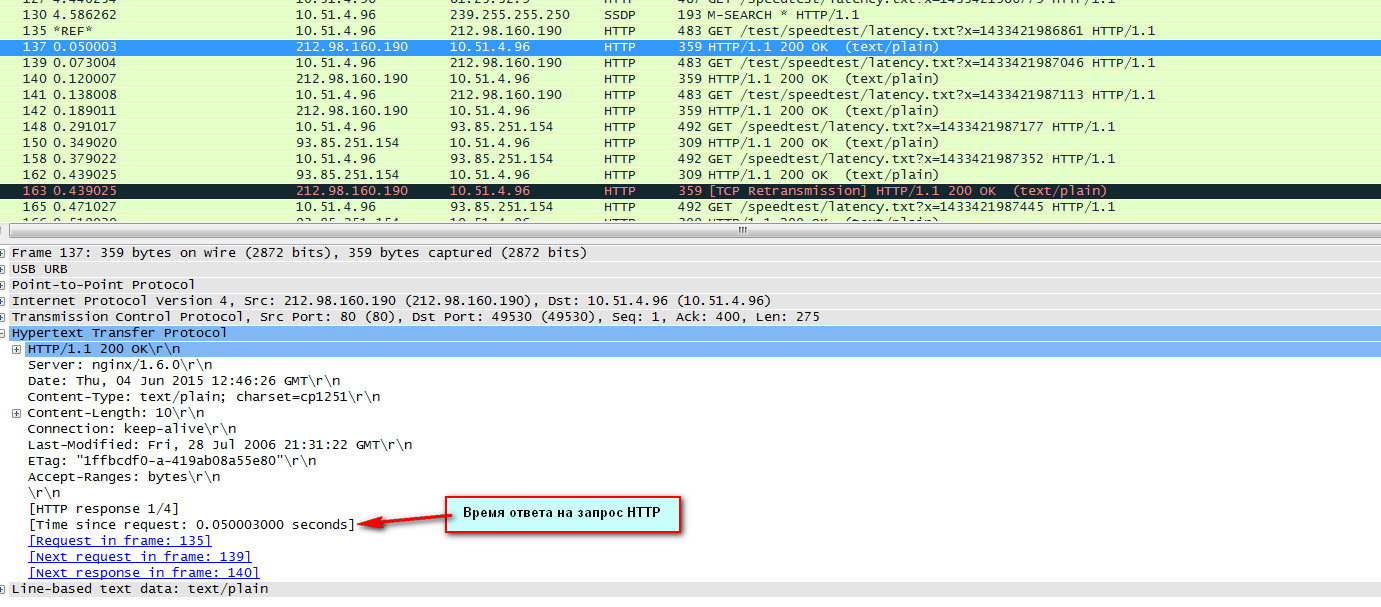 130 4.586262 10.51.4.96 239.255.255.250 SSDP 193 M-SEARCH * HTTP/1.1
135 *REF* 10.51.4.96 212.98.160.190 HTTP 483 GET /test/speedtest/latency.txt?x=1433421986861 HTTP/1.1
137 0.050003 212.98.160.190 10.51.4.96 HTTP 359 HTTP/1.1 200 OK (text/plain)
139 0.073004 10.51.4.96 212.98.160.190 HTTP 483 GET /test/speedtest/latency.txt?x=1433421987046 HTTP/1.1
140 0.120007 212.98.160.190 10.51.4.96 HTTP 359 HTTP/1.1 200 OK (text/plain)
141 0.138008 10.51.4.96 212.98.160.190 HTTP 483 GET /test/speedtest/latency.txt?x=1433421987113 HTTP/1.1
142 0.189011 212.98.160.190 10.51.4.96 HTTP 359 HTTP/1.1 200 OK (text/plain)
148 0.291017 10.51.4.96 93.85.251.154 HTTP 492 GET /speedtest/latency.txt?x=1433421987177 HTTP/1.1
150 0.349020 93.85.251.154 10.51.4.96 HTTP 309 HTTP/1.1 200 OK (text/plain)
158 0.379022 10.51.4.96 93.85.251.154 HTTP 492 GET /speedtest/latency.txt?x=1433421987352 HTTP/1.1
162 0.439025 93.85.251.154 10.51.4.96 HTTP 309 HTTP/1.1 200 OK (text/plain)
163 0.439025 212.98.160.190 10.51.4.96 HTTP 359 [TCP Retransmission] HTTP/1.1 200 OK (text/plain)
165 0.471027 10.51.4.96 93.85.251.154 HTTP 492 GET /speedtest/latency.txt?x=1433421987445 HTTP/1.1
Frame 137: 359 bytes on wire (2872 bits), 359 bytes captured (2872 bits)
USB URB
Point-to-Point Protocol
Internet Protocol Version 4, Src: 212.98.160.190 (212.98.160.190), Dst: 10.51.4.96 (10.51.4.96)
Transmission Control Protocol, Src Port: 80 (80), Dst Port: 49530 (49530), Seq: 1, Ack: 400, Len: 275
Hypertext Transfer Protocol
HTTP/1.1 200 OK\r\n
Server: nginx/1.6.0\r\n
Date: Thu, 04 Jun 2015 12:46:26 GMT\r\n
Content-Type: text/plain; charset=cp1251\r\n
Content-Length: 10\r\n
Connection: keep-alive\r\n
Last-Modified: Fri, 28 Jul 2006 21:31:22 GMT\r\n
ETag: "1ffbcdf0-a-419ab08a55e80"\r\n
Accept-Ranges: bytes\r\n
\r\n
[HTTP response 1/4]
[Time since request: 0.050003000 seconds]
Время ответа на запрос HTTP
[Request in frame: 135]
[Next request in frame: 139]
[Next response in frame: 140]
Line-based text data: text/plain